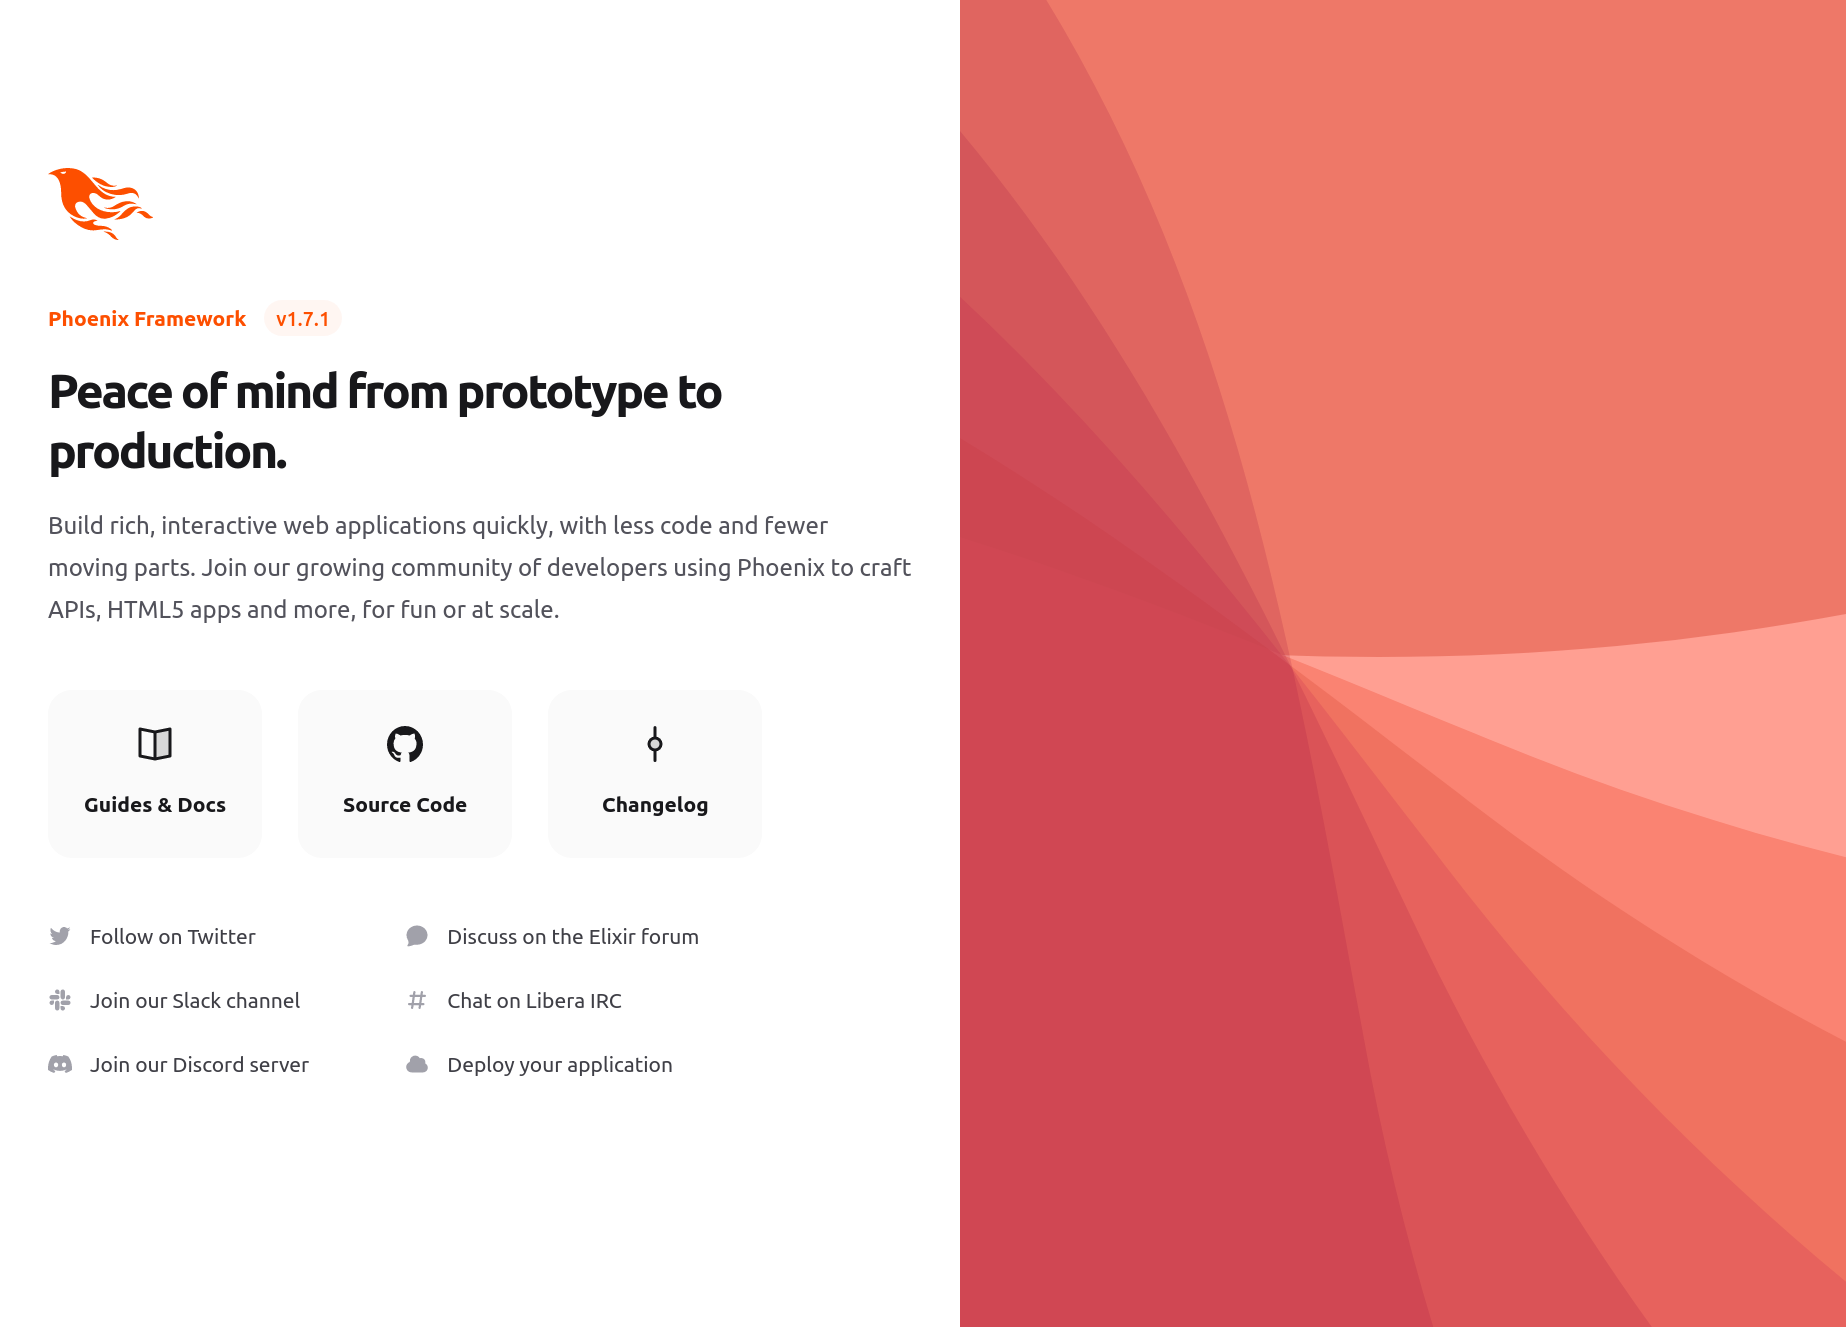 Phoenix Framework v1.7.1
Peace of mind from prototype to
production.
Build rich, interactive web applications quickly, with less code and fewer
moving parts. Join our growing community of developers using Phoenix to craft
APIs, HTML5 apps and more, for fun or at scale.
Guides & Docs
Source Code
Changelog
Follow on Twitter
Discuss on the Elixir forum
Join our Slack channel
Chat on Libera IRC
Join our Discord server
Deploy your application